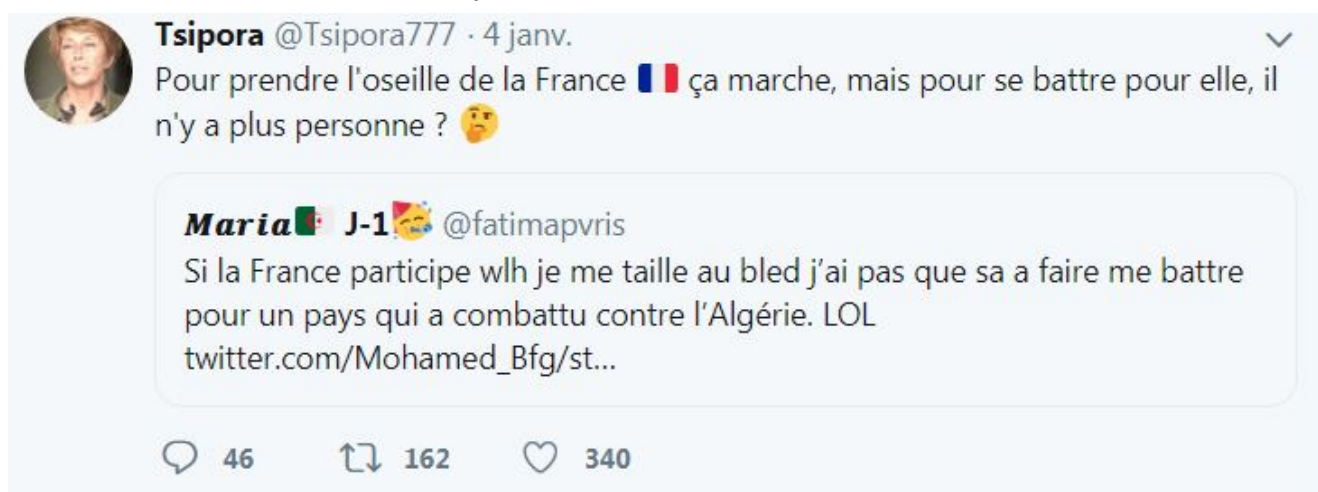 Tsipora @Tsipora777 · 4 janv.
Pour prendre l'oseille de la France 🇫🇷 ça marche, mais pour se battre pour elle, il
n'y a plus personne ? 🤔
Maria🇩🇿 J-1🥳 @fatimapvris
Si la France participe wlh je me taille au bled j’ai pas que sa a faire me battre
pour un pays qui a combattu contre l’Algérie. LOL
twitter.com/Mohamed_Bfg/st...
46 162 340